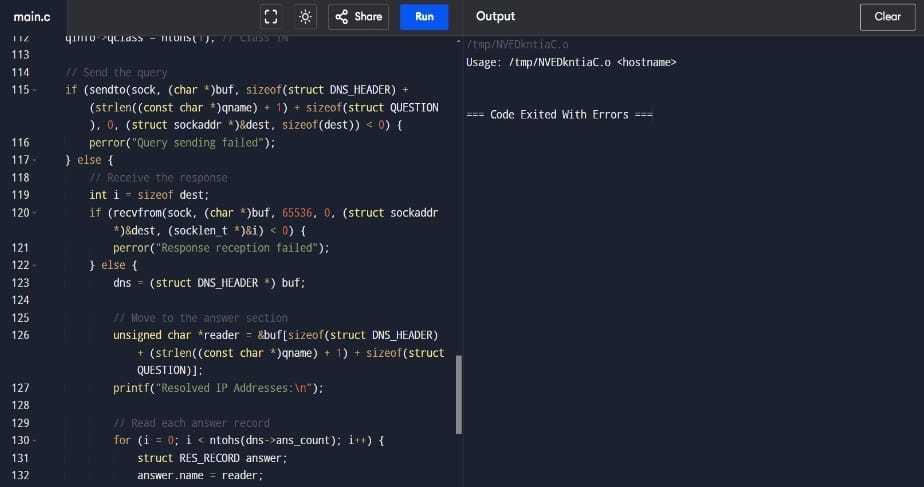 main.c
Share
Run
Output
Clear
112 qinfo->qclass = htons(1); // Class IN
113
114 // Send the query
115 if (sendto(sock, (char *)buf, sizeof(struct DNS_HEADER) +
(strlen((const char *)qname) + 1) + sizeof(struct QUESTION
), 0, (struct sockaddr *)&dest, sizeof(dest)) < 0) {
116 perror("Query sending failed");
117 } else {
118 // Receive the response
119 int i = sizeof dest;
120 if (recvfrom(sock, (char *)buf, 65536, 0, (struct sockaddr
*)&dest, (socklen_t *)&i) < 0) {
121 perror("Response reception failed");
122 } else {
123 dns = (struct DNS_HEADER *) buf;
124
125 // Move to the answer section
126 unsigned char *reader = &buf[sizeof(struct DNS_HEADER)
+ (strlen((const char *)qname) + 1) + sizeof(struct
QUESTION)];
127 printf("Resolved IP Addresses:\n");
128
129 // Read each answer record
130 for (i = 0; i < ntohs(dns->ans_count); i++) {
131 struct RES_RECORD answer;
132 answer.name = reader;
/tmp/NVEDkntiaC.o
Usage: /tmp/NVEDkntiaC.o <hostname>
=== Code Exited With Errors ===